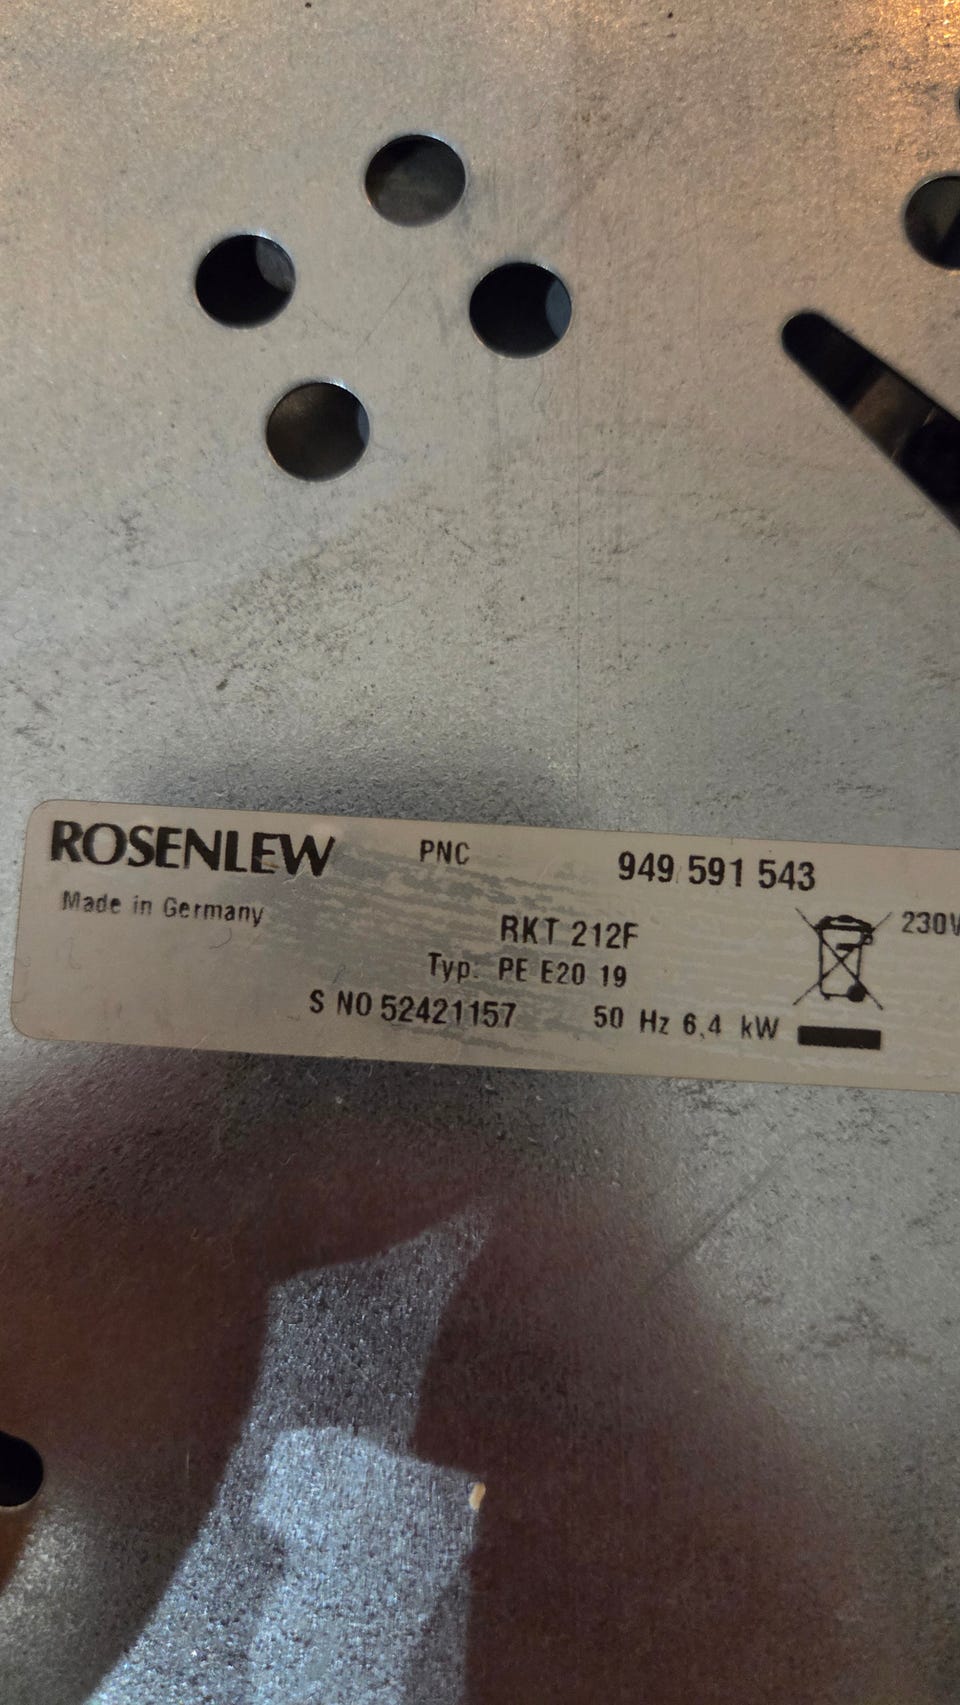 ROSENLEW PNC 949 591 543
Made in Germany RKT 212F 230V
Typ. PE E20 19
S NO 52421157 50 Hz 6,4 kW